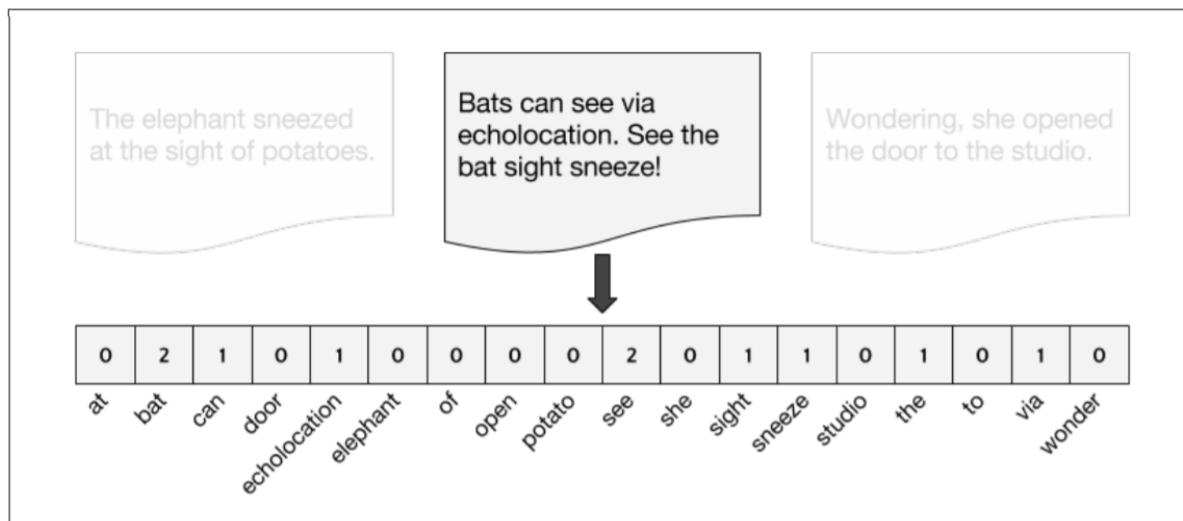 The elephant sneezed
at the sight of potatoes.
Bats can see via
echolocation. See the
bat sight sneeze!
Wondering, she opened
the door to the studio.
0 2 1 0 1 0 0 0 0 2 0 1 1 0 1 0 1 0
at bat can door echolocation elephant of open potato see she sight sneeze studio the to via wonder